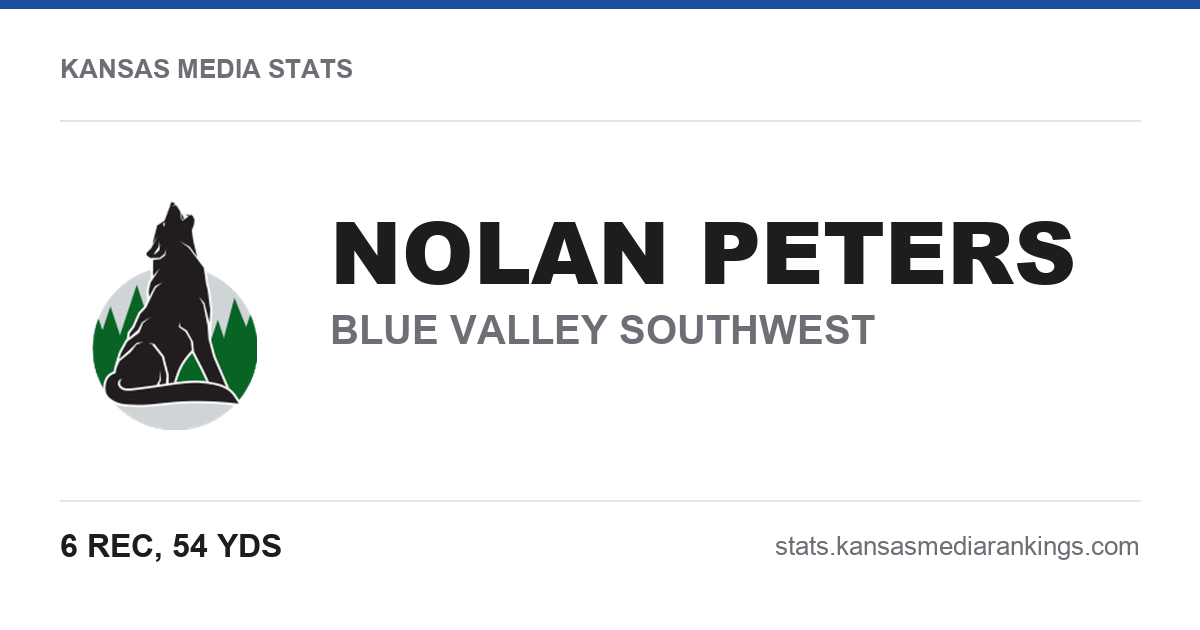 KANSAS MEDIA STATS
NOLAN PETERS
BLUE VALLEY SOUTHWEST
6 REC, 54 YDS
stats.kansasmediarankings.com